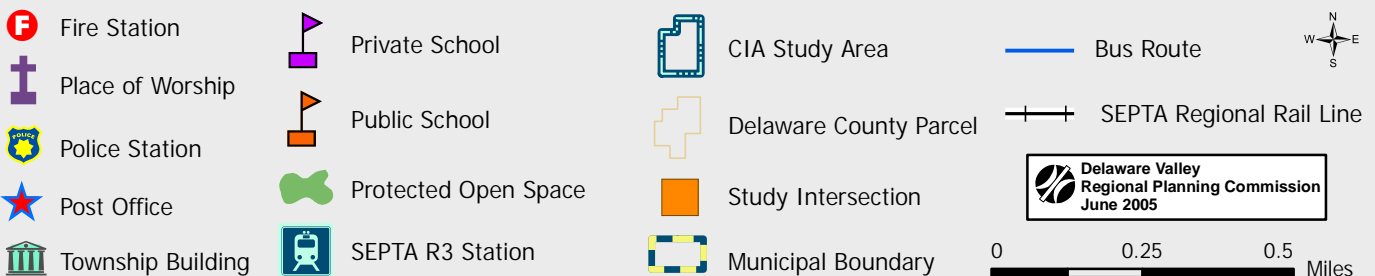 F Fire Station
Place of Worship
POLICE Police Station
Post Office
Township Building
Private School
Public School
Protected Open Space
SEPTA R3 Station
CIA Study Area
Delaware County Parcel
Study Intersection
Municipal Boundary
Bus Route
N
W E
S
SEPTA Regional Rail Line
Delaware Valley
Regional Planning Commission
June 2005
0 0.25 0.5
Miles